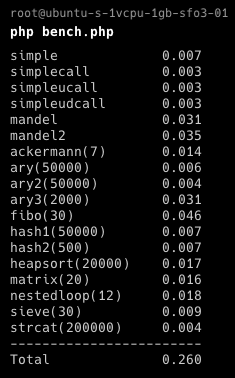 root@ubuntu-s-1vcpu-1gb-sfo3-01
php bench.php
simple 0.007
simplecall 0.003
simpleucall 0.003
simpleudcall 0.003
mandel 0.031
mandel2 0.035
ackermann(7) 0.014
ary(50000) 0.006
ary2(50000) 0.004
ary3(2000) 0.031
fibo(30) 0.046
hash1(50000) 0.007
hash2(500) 0.007
heapsort(20000) 0.017
matrix(20) 0.016
nestedloop(12) 0.018
sieve(30) 0.009
strcat(200000) 0.004
------------------------
Total 0.260